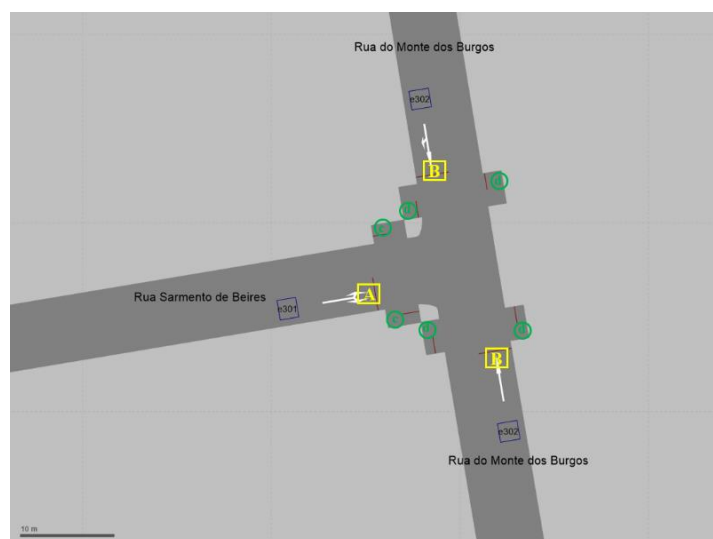 Rua do Monte dos Burgos
e302
B
d
d
c
Rua Sarmento de Beires
A
e301
c
d
d
B
e302
Rua do Monte dos Burgos
10 m